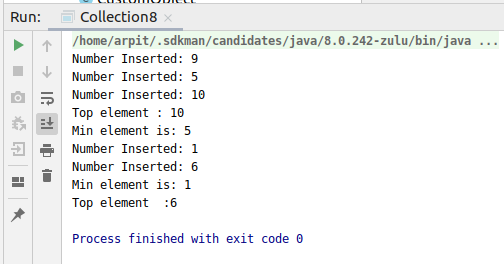 CustomObject
Run: Collection8 ×
/home/arpit/.sdkman/candidates/java/8.0.242-zulu/bin/java ...
Number Inserted: 9
Number Inserted: 5
Number Inserted: 10
Top element : 10
Min element is: 5
Number Inserted: 1
Number Inserted: 6
Min element is: 1
Top element  :6
Process finished with exit code 0